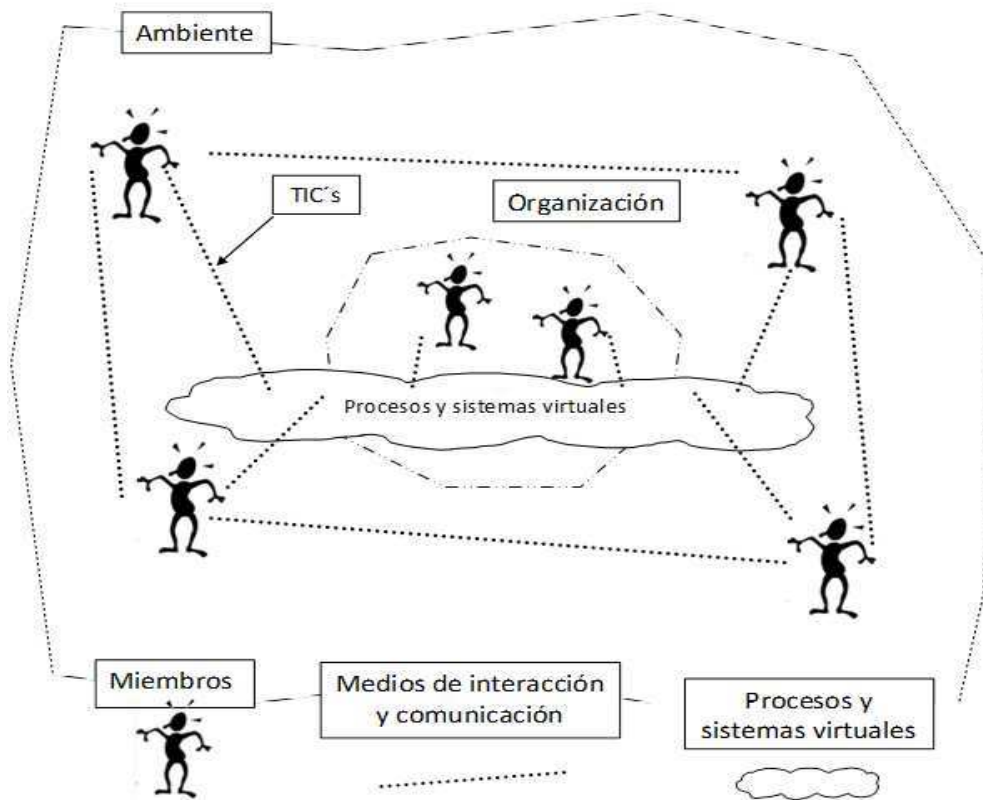 Ambiente
TIC´s
Organización
Procesos y sistemas virtuales
Miembros
Medios de interacción
y comunicación
Procesos y
sistemas virtuales